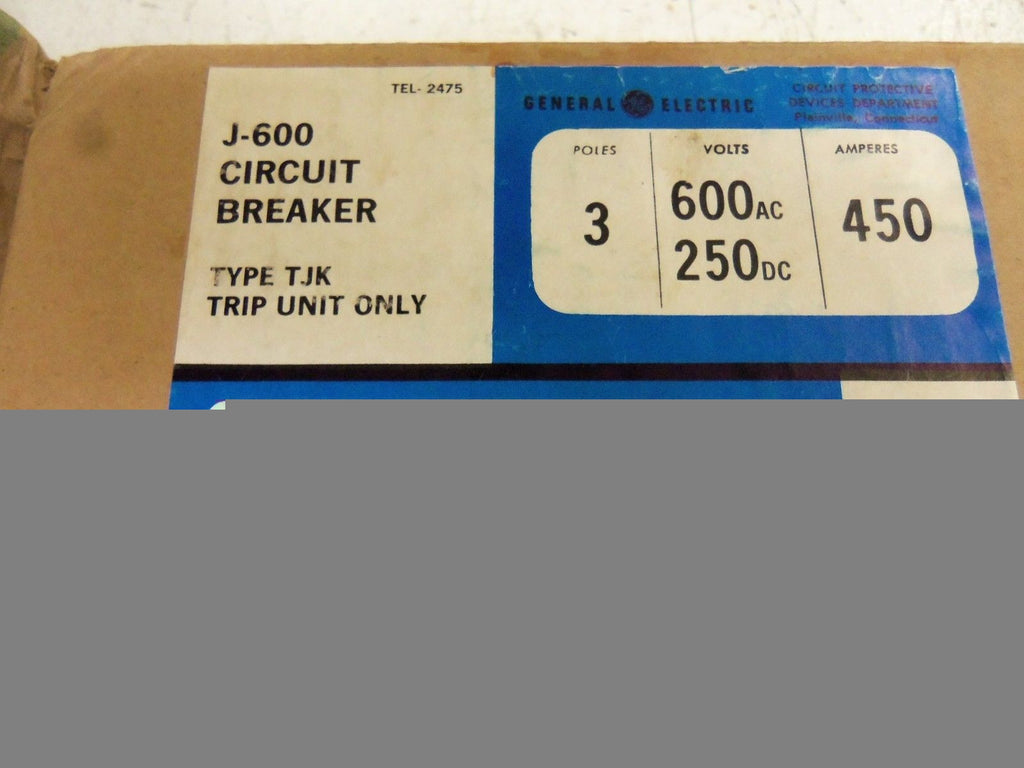 TEL- 2475
J-600
CIRCUIT
BREAKER
TYPE TJK
TRIP UNIT ONLY
GENERAL GE ELECTRIC
CIRCUIT PROTECTIVE
DEVICES DEPARTMENT
Plainville, Connecticut
POLES
3
VOLTS
600AC
250DC
AMPERES
450